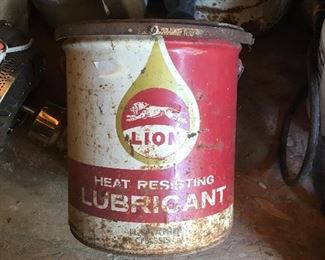 LION
HEAT RESISTING
LUBRICANT